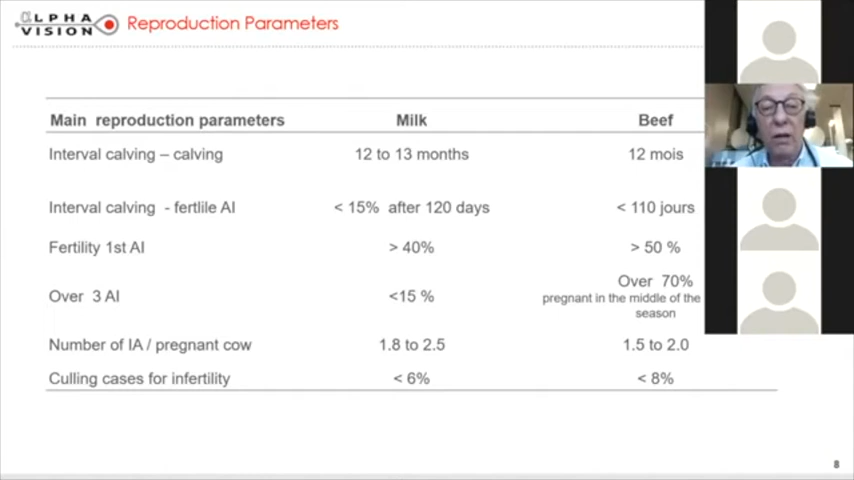 αLPHA
VISION
Reproduction Parameters
Main reproduction parameters Milk Beef
Interval calving – calving 12 to 13 months 12 mois
Interval calving - fertlile AI < 15% after 120 days < 110 jours
Fertility 1st AI > 40% > 50 %
Over 3 AI <15 % Over 70%
pregnant in the middle of the
season
Number of IA / pregnant cow 1.8 to 2.5 1.5 to 2.0
Culling cases for infertility < 6% < 8%
8